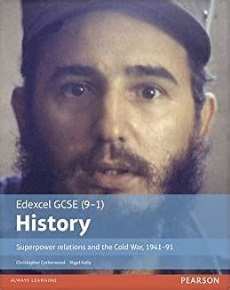 Edexcel GCSE (9-1)
History
Superpower relations and the Cold War, 1941-91
Christopher Catherwood Nigel Kelly
ALWAYS LEARNING
PEARSON